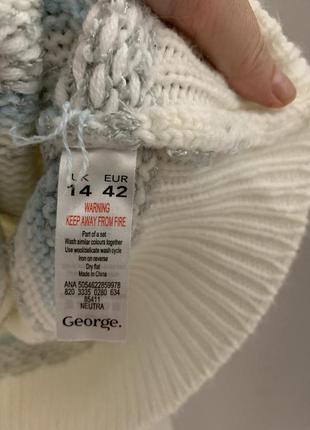 UK EUR
14 42
WARNING
KEEP AWAY FROM FIRE
Part of a set
Wash similar colours together
Use wool/delicate wash cycle
Iron on reverse
Dry flat
Made in China
ANA 5054622859978
820 3335 0280 634
85411
NEUTRA
George.